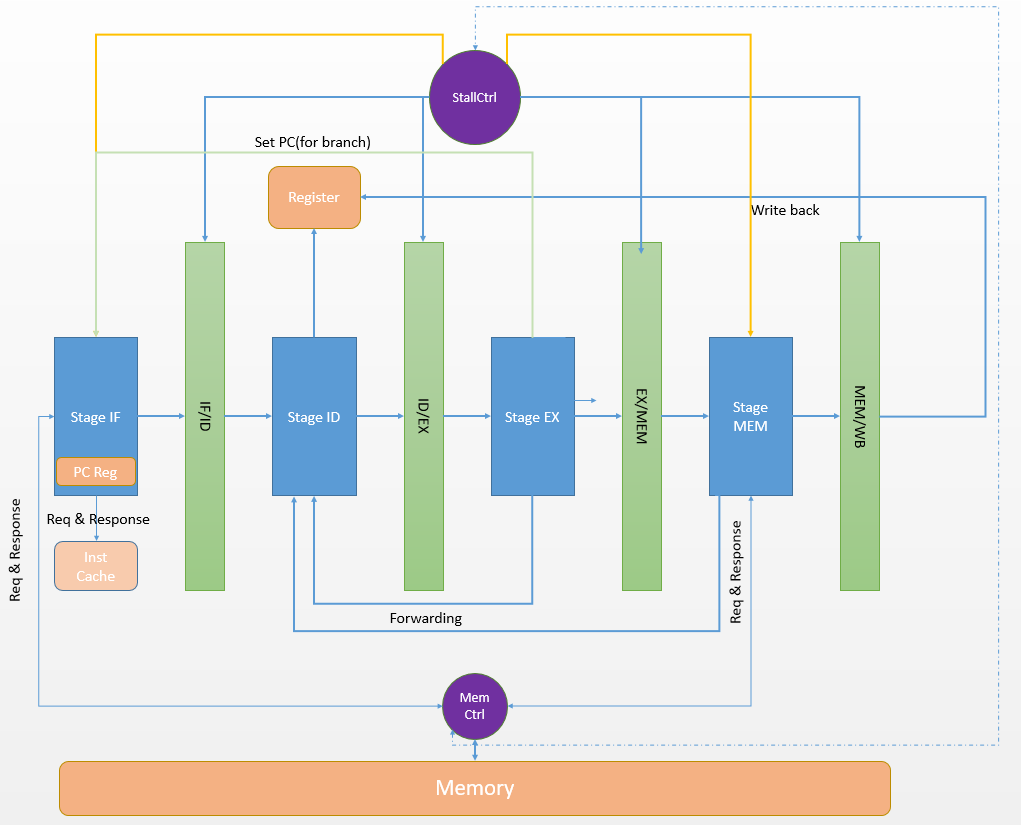 StallCtrl
Set PC(for branch)
Register
Write back
Stage IF
IF/ID
Stage ID
ID/EX
Stage EX
EX/MEM
Stage
MEM
MEM/WB
PC Reg
Req & Response
Inst
Cache
Req & Response
Req & Response
Forwarding
Mem
Ctrl
Memory